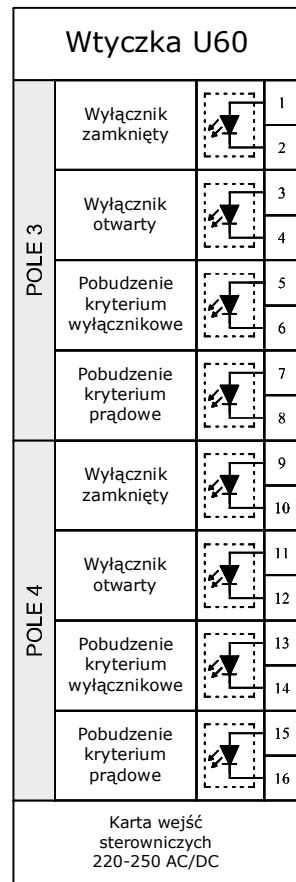 Wtyczka U60
POLE 3
Wyłącznik
zamknięty
1
2
Wyłącznik
otwarty
3
4
Pobudzenie
kryterium
wyłącznikowe
5
6
Pobudzenie
kryterium
prądowe
7
8
POLE 4
Wyłącznik
zamknięty
9
10
Wyłącznik
otwarty
11
12
Pobudzenie
kryterium
wyłącznikowe
13
14
Pobudzenie
kryterium
prądowe
15
16
Karta wejść
sterowniczych
220-250 AC/DC